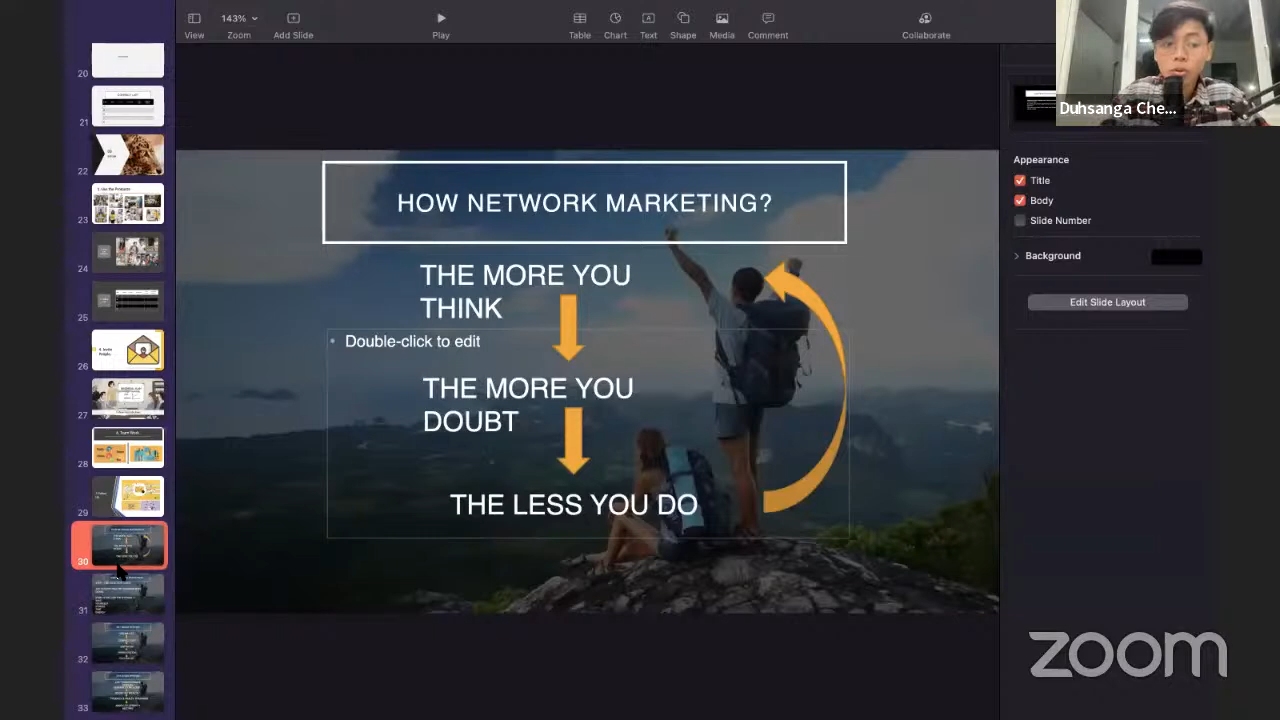 View
143%
Zoom
Add Slide
Play
Table
Chart
Text
Shape
Media
Comment
Collaborate
Duhsanga Che...
20
21
22
23
24
25
26
27
28
29
30
31
32
33
HOW NETWORK MARKETING?
THE MORE YOU
THINK
Double-click to edit
THE MORE YOU
DOUBT
THE LESS YOU DO
Appearance
Title
Body
Slide Number
Background
Edit Slide Layout
zoom